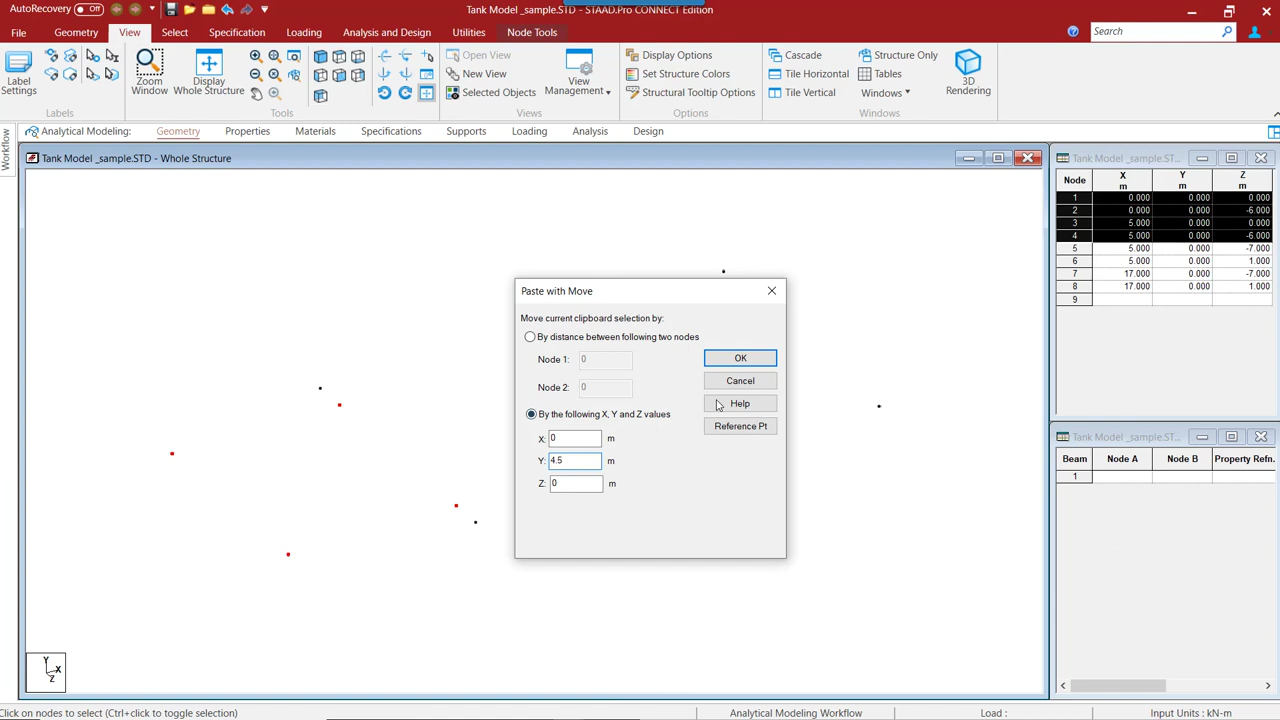 AutoRecovery Off
Tank Model _sample.STD - STAAD.Pro CONNECT Edition
File Geometry View Select Specification Loading Analysis and Design Utilities Node Tools
Search
Label Settings
Zoom Window
Display Whole Structure
Open View
New View
Selected Objects
View Management
Display Options
Set Structure Colors
Structural Tooltip Options
Cascade
Tile Horizontal
Tile Vertical
Structure Only
Tables
Windows
3D Rendering
Labels Tools Views Options Windows
Analytical Modeling: Geometry Properties Materials Specifications Supports Loading Analysis Design
Workflow
Tank Model _sample.STD - Whole Structure
Tank Model _sample.ST...
Node X m Y m Z m
1 0.000 0.000 0.000
2 0.000 0.000 -6.000
3 5.000 0.000 0.000
4 5.000 0.000 -6.000
5 5.000 0.000 -7.000
6 5.000 0.000 1.000
7 17.000 0.000 -7.000
8 17.000 0.000 1.000
9
Paste with Move
Move current clipboard selection by:
By distance between following two nodes
Node 1: 0
Node 2: 0
By the following X, Y and Z values
X: 0 m
Y: 4.5 m
Z: 0 m
OK
Cancel
Help
Reference Pt
Tank Model _sample.ST...
Beam Node A Node B Property Refn.
1
Y
X
Z
Click on nodes to select (Ctrl+click to toggle selection)
Analytical Modeling Workflow
Load :
Input Units : kN-m